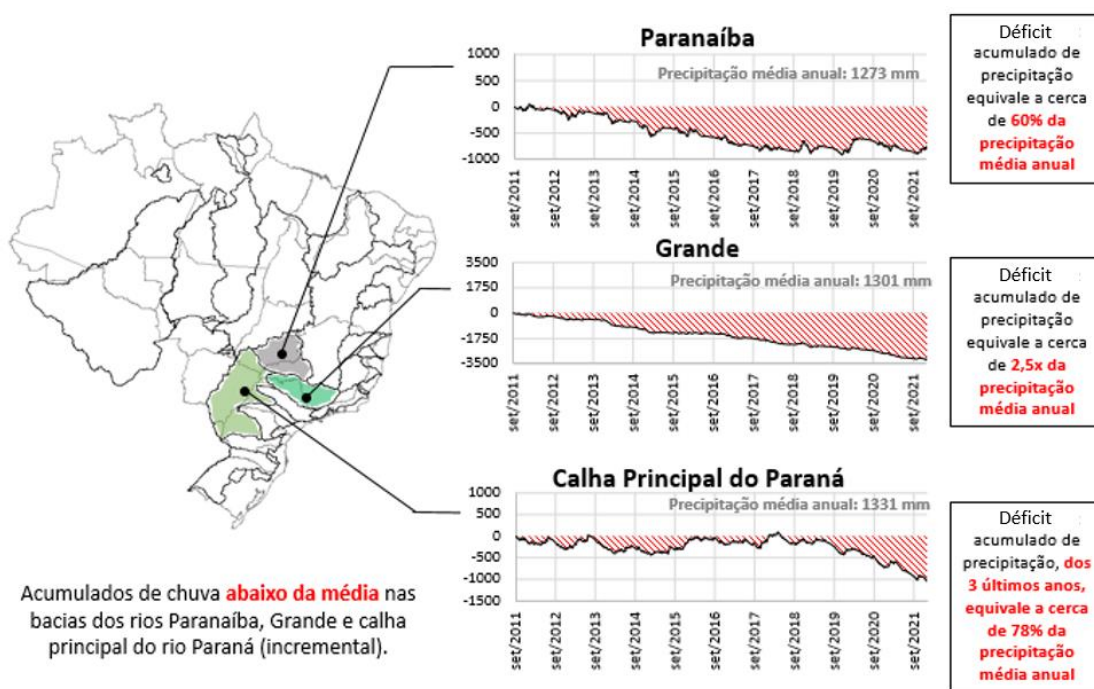 Paranaíba
1000
500
0
-500
-1000
Precipitação média anual: 1273 mm
set/2011
set/2012
set/2013
set/2014
set/2015
set/2016
set/2017
set/2018
set/2019
set/2020
set/2021
Déficit
acumulado de
precipitação
equivale a cerca
de 60% da
precipitação
média anual
Grande
3500
1750
0
-1750
-3500
Precipitação média anual: 1301 mm
set/2011
set/2012
set/2013
set/2014
set/2015
set/2016
set/2017
set/2018
set/2019
set/2020
set/2021
Déficit
acumulado de
precipitação
equivale a cerca
de 2,5x da
precipitação
média anual
Calha Principal do Paraná
1000
500
0
-500
-1000
-1500
Precipitação média anual: 1331 mm
set/2011
set/2012
set/2013
set/2014
set/2015
set/2016
set/2017
set/2018
set/2019
set/2020
set/2021
Déficit
acumulado de
precipitação, dos
3 últimos anos,
equivale a cerca
de 78% da
precipitação
média anual
Acumulados de chuva abaixo da média nas
bacias dos rios Paranaíba, Grande e calha
principal do rio Paraná (incremental).